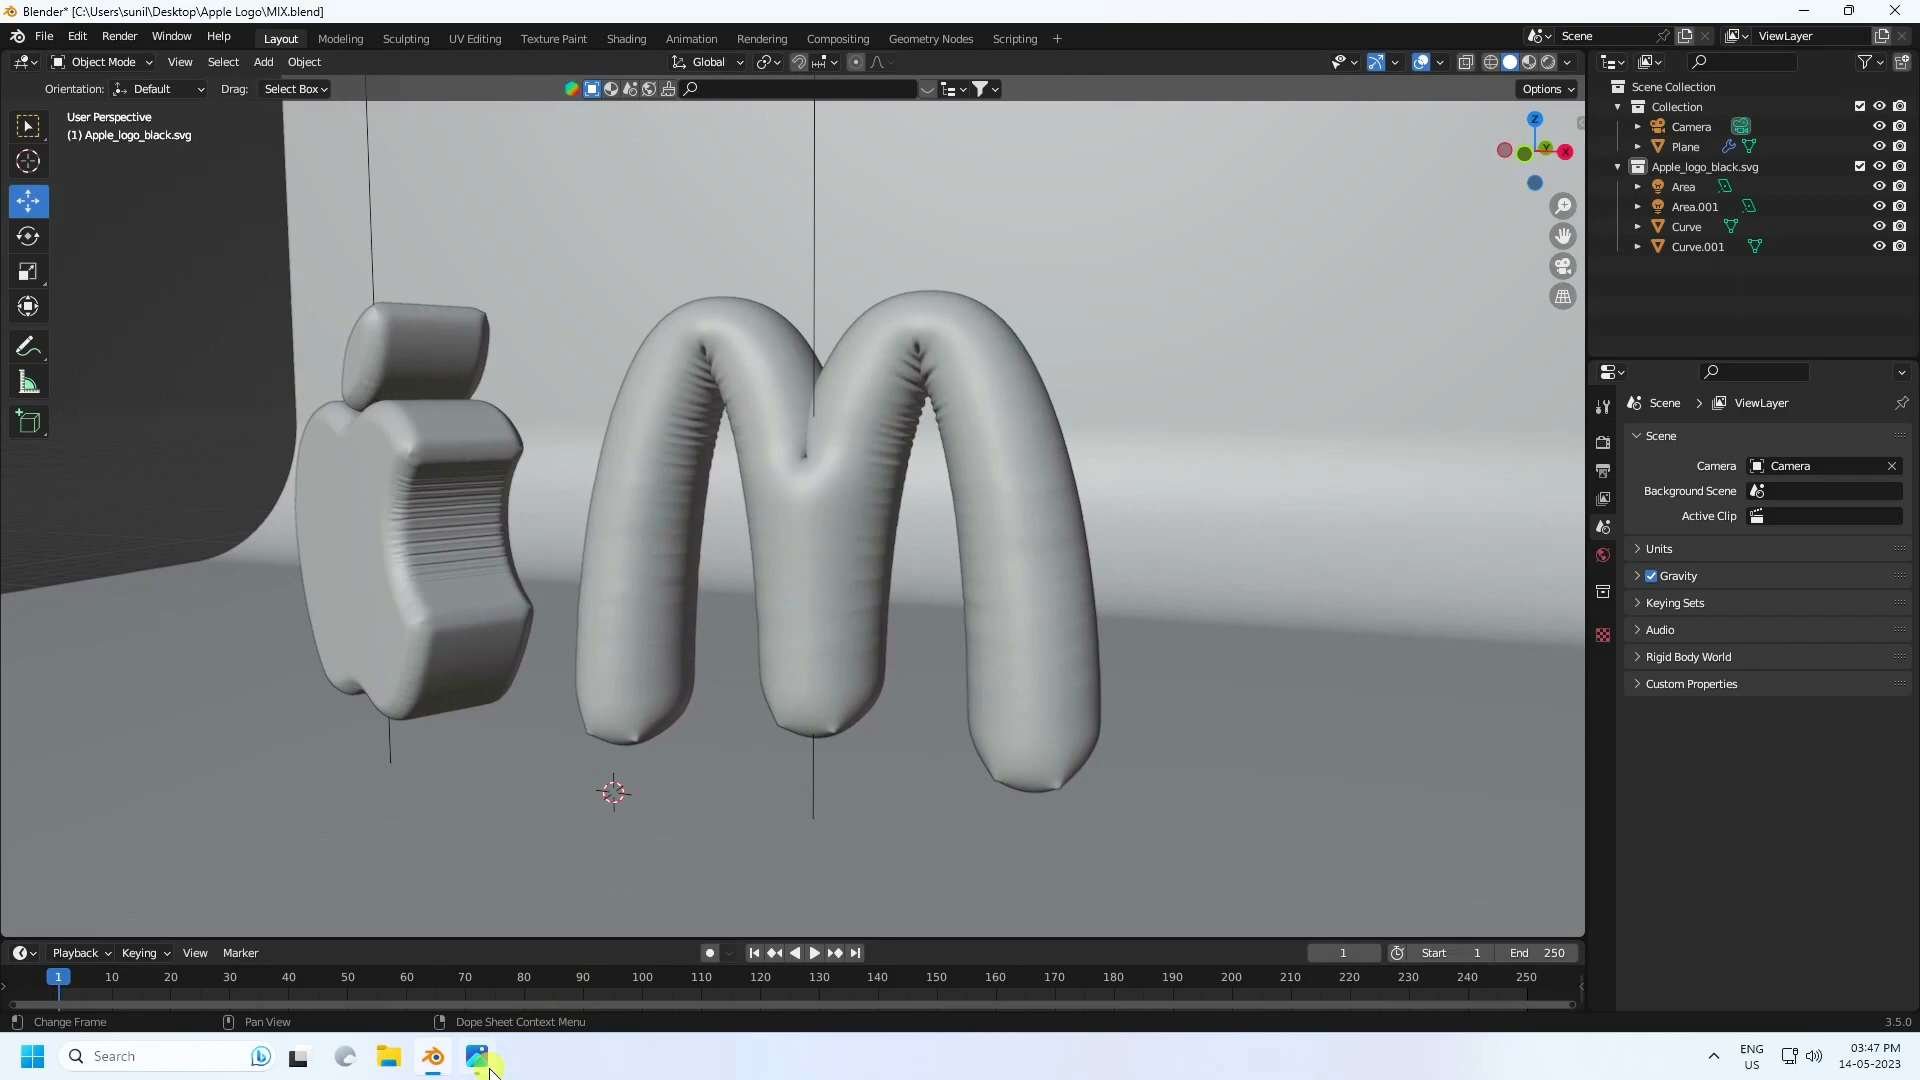 Blender* [C:\Users\sunil\Desktop\Apple Logo\MIX.blend]
File Edit Render Window Help Layout Modeling Sculpting UV Editing Texture Paint Shading Animation Rendering Compositing Geometry Nodes Scripting + Scene ViewLayer
Object Mode View Select Add Object Global
Orientation: Default Drag: Select Box Options
User Perspective
(1) Apple_logo_black.svg
Z
Y
X
Scene Collection
Collection
Camera
Plane
Apple_logo_black.svg
Area
Area.001
Curve
Curve.001
Scene > ViewLayer
Scene
Camera Camera
Background Scene
Active Clip
Units
Gravity
Keying Sets
Audio
Rigid Body World
Custom Properties
Playback Keying View Marker 1 Start 1 End 250
1 10 20 30 40 50 60 70 80 90 100 110 120 130 140 150 160 170 180 190 200 210 220 230 240 250
Change Frame Pan View Dope Sheet Context Menu 3.5.0
Search ENG US 03:47 PM 14-05-2023